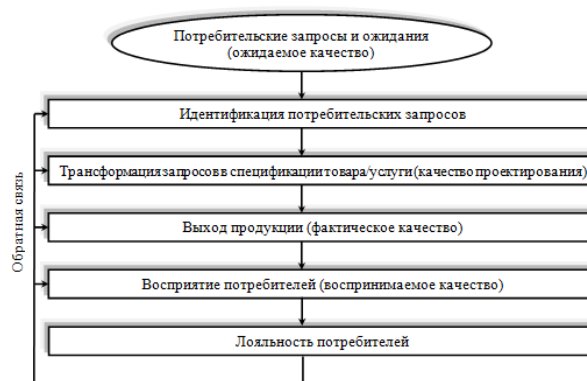 Потребительские запросы и ожидания
(ожидаемое качество)
Идентификация потребительских запросов
Трансформация запросов в спецификации товара/услуги (качество проектирования)
Выход продукции (фактическое качество)
Восприятие потребителей (воспринимаемое качество)
Лояльность потребителей
Обратная связь